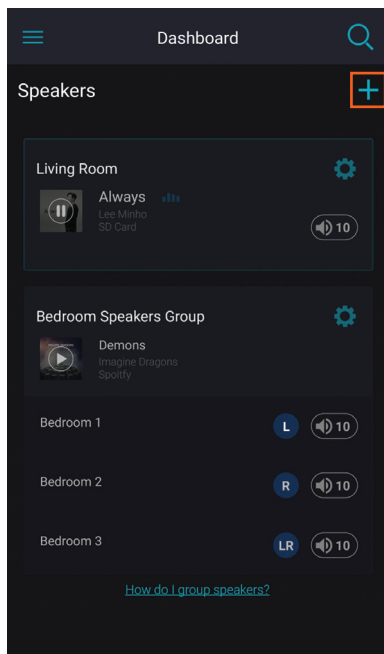 Dashboard
Speakers
Living Room
Always
Lee Minho
SD Card
10
Bedroom Speakers Group
Demons
Imagine Dragons
Spoitfy
Bedroom 1 L 10
Bedroom 2 R 10
Bedroom 3 LR 10
How do I group speakers?